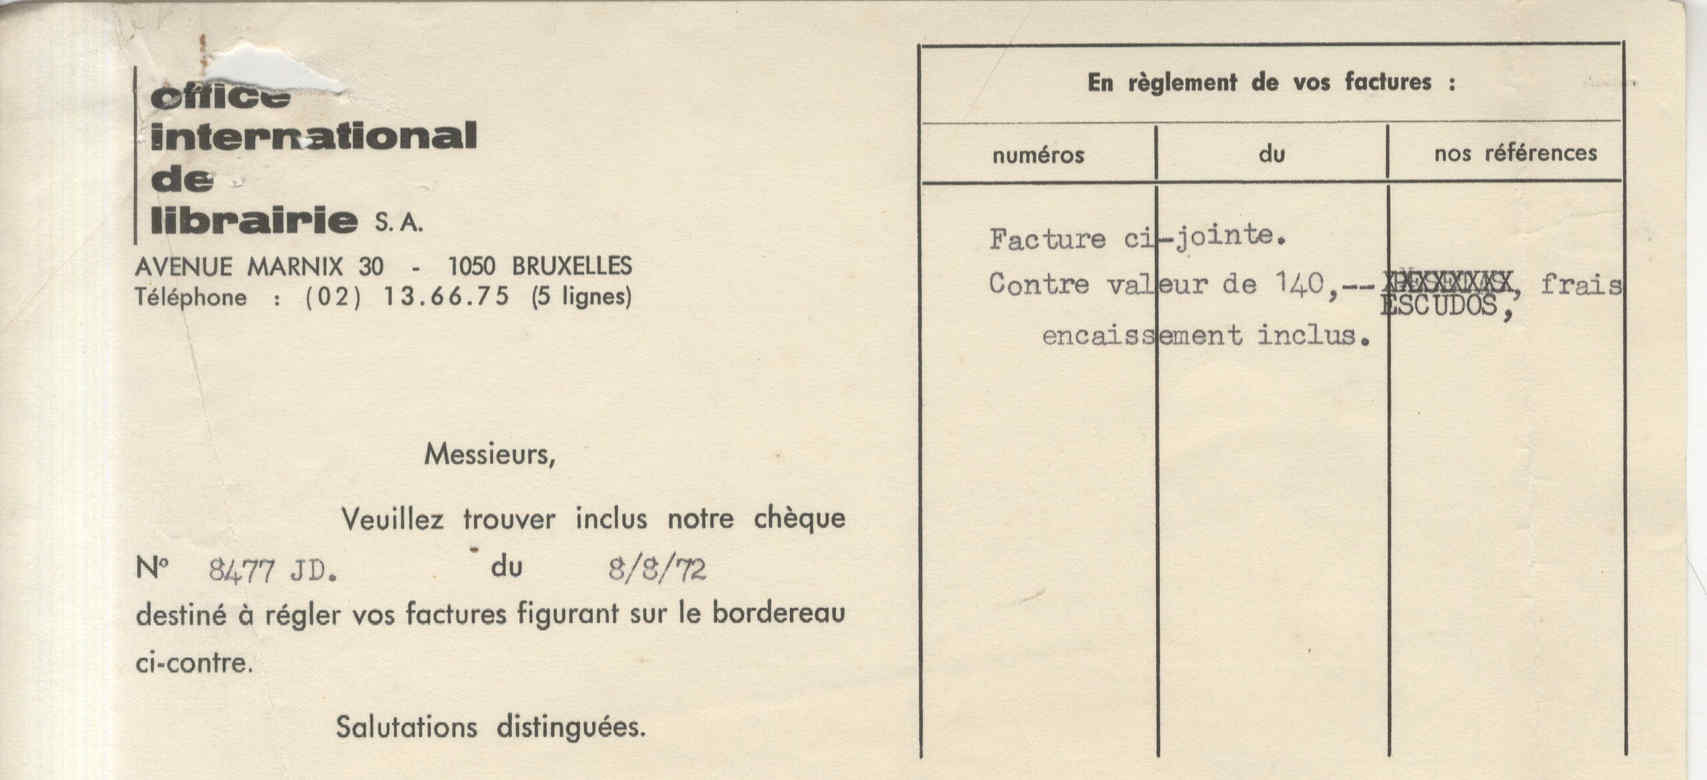 office
international
de
librairie S.A.
AVENUE MARNIX 30 - 1050 BRUXELLES
Téléphone : (02) 13.66.75 (5 lignes)
Messieurs,
Veuillez trouver inclus notre chèque
Nº 8477 JD. du 8/8/72
destiné à régler vos factures figurant sur le bordereau
ci-contre.
Salutations distinguées.
En règlement de vos factures :
numéros du nos références
Facture ci-jointe.
Contre valeur de 140,-- , frais
ESCUDOS,
encaissement inclus.